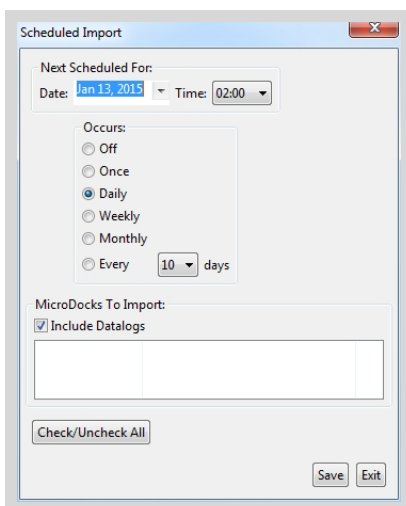 Scheduled Import
Next Scheduled For:
Date: Jan 13, 2015 Time: 02:00
Occurs:
Off
Once
Daily
Weekly
Monthly
Every 10 days
MicroDocks To Import:
Include Datalogs
Check/Uncheck All
Save Exit